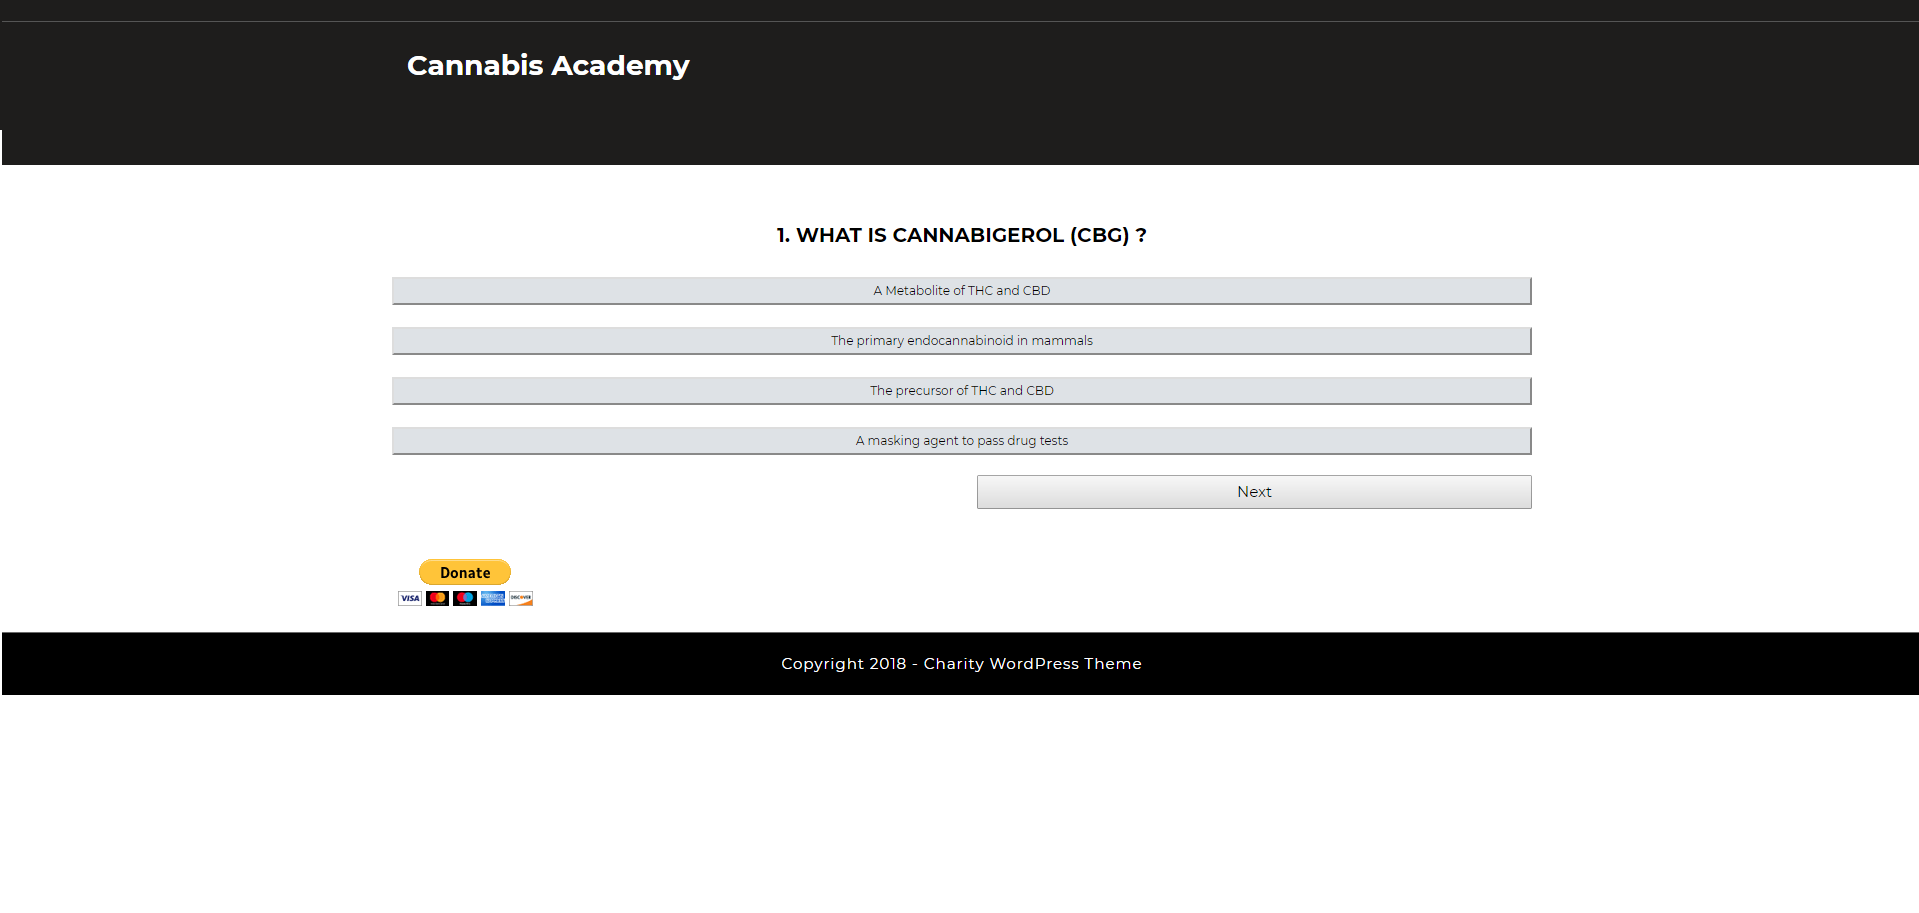 Cannabis Academy
1. WHAT IS CANNABIGEROL (CBG) ?
A Metabolite of THC and CBD
The primary endocannabinoid in mammals
The precursor of THC and CBD
A masking agent to pass drug tests
Next
Donate
VISA DISCOVER
Copyright 2018 - Charity WordPress Theme